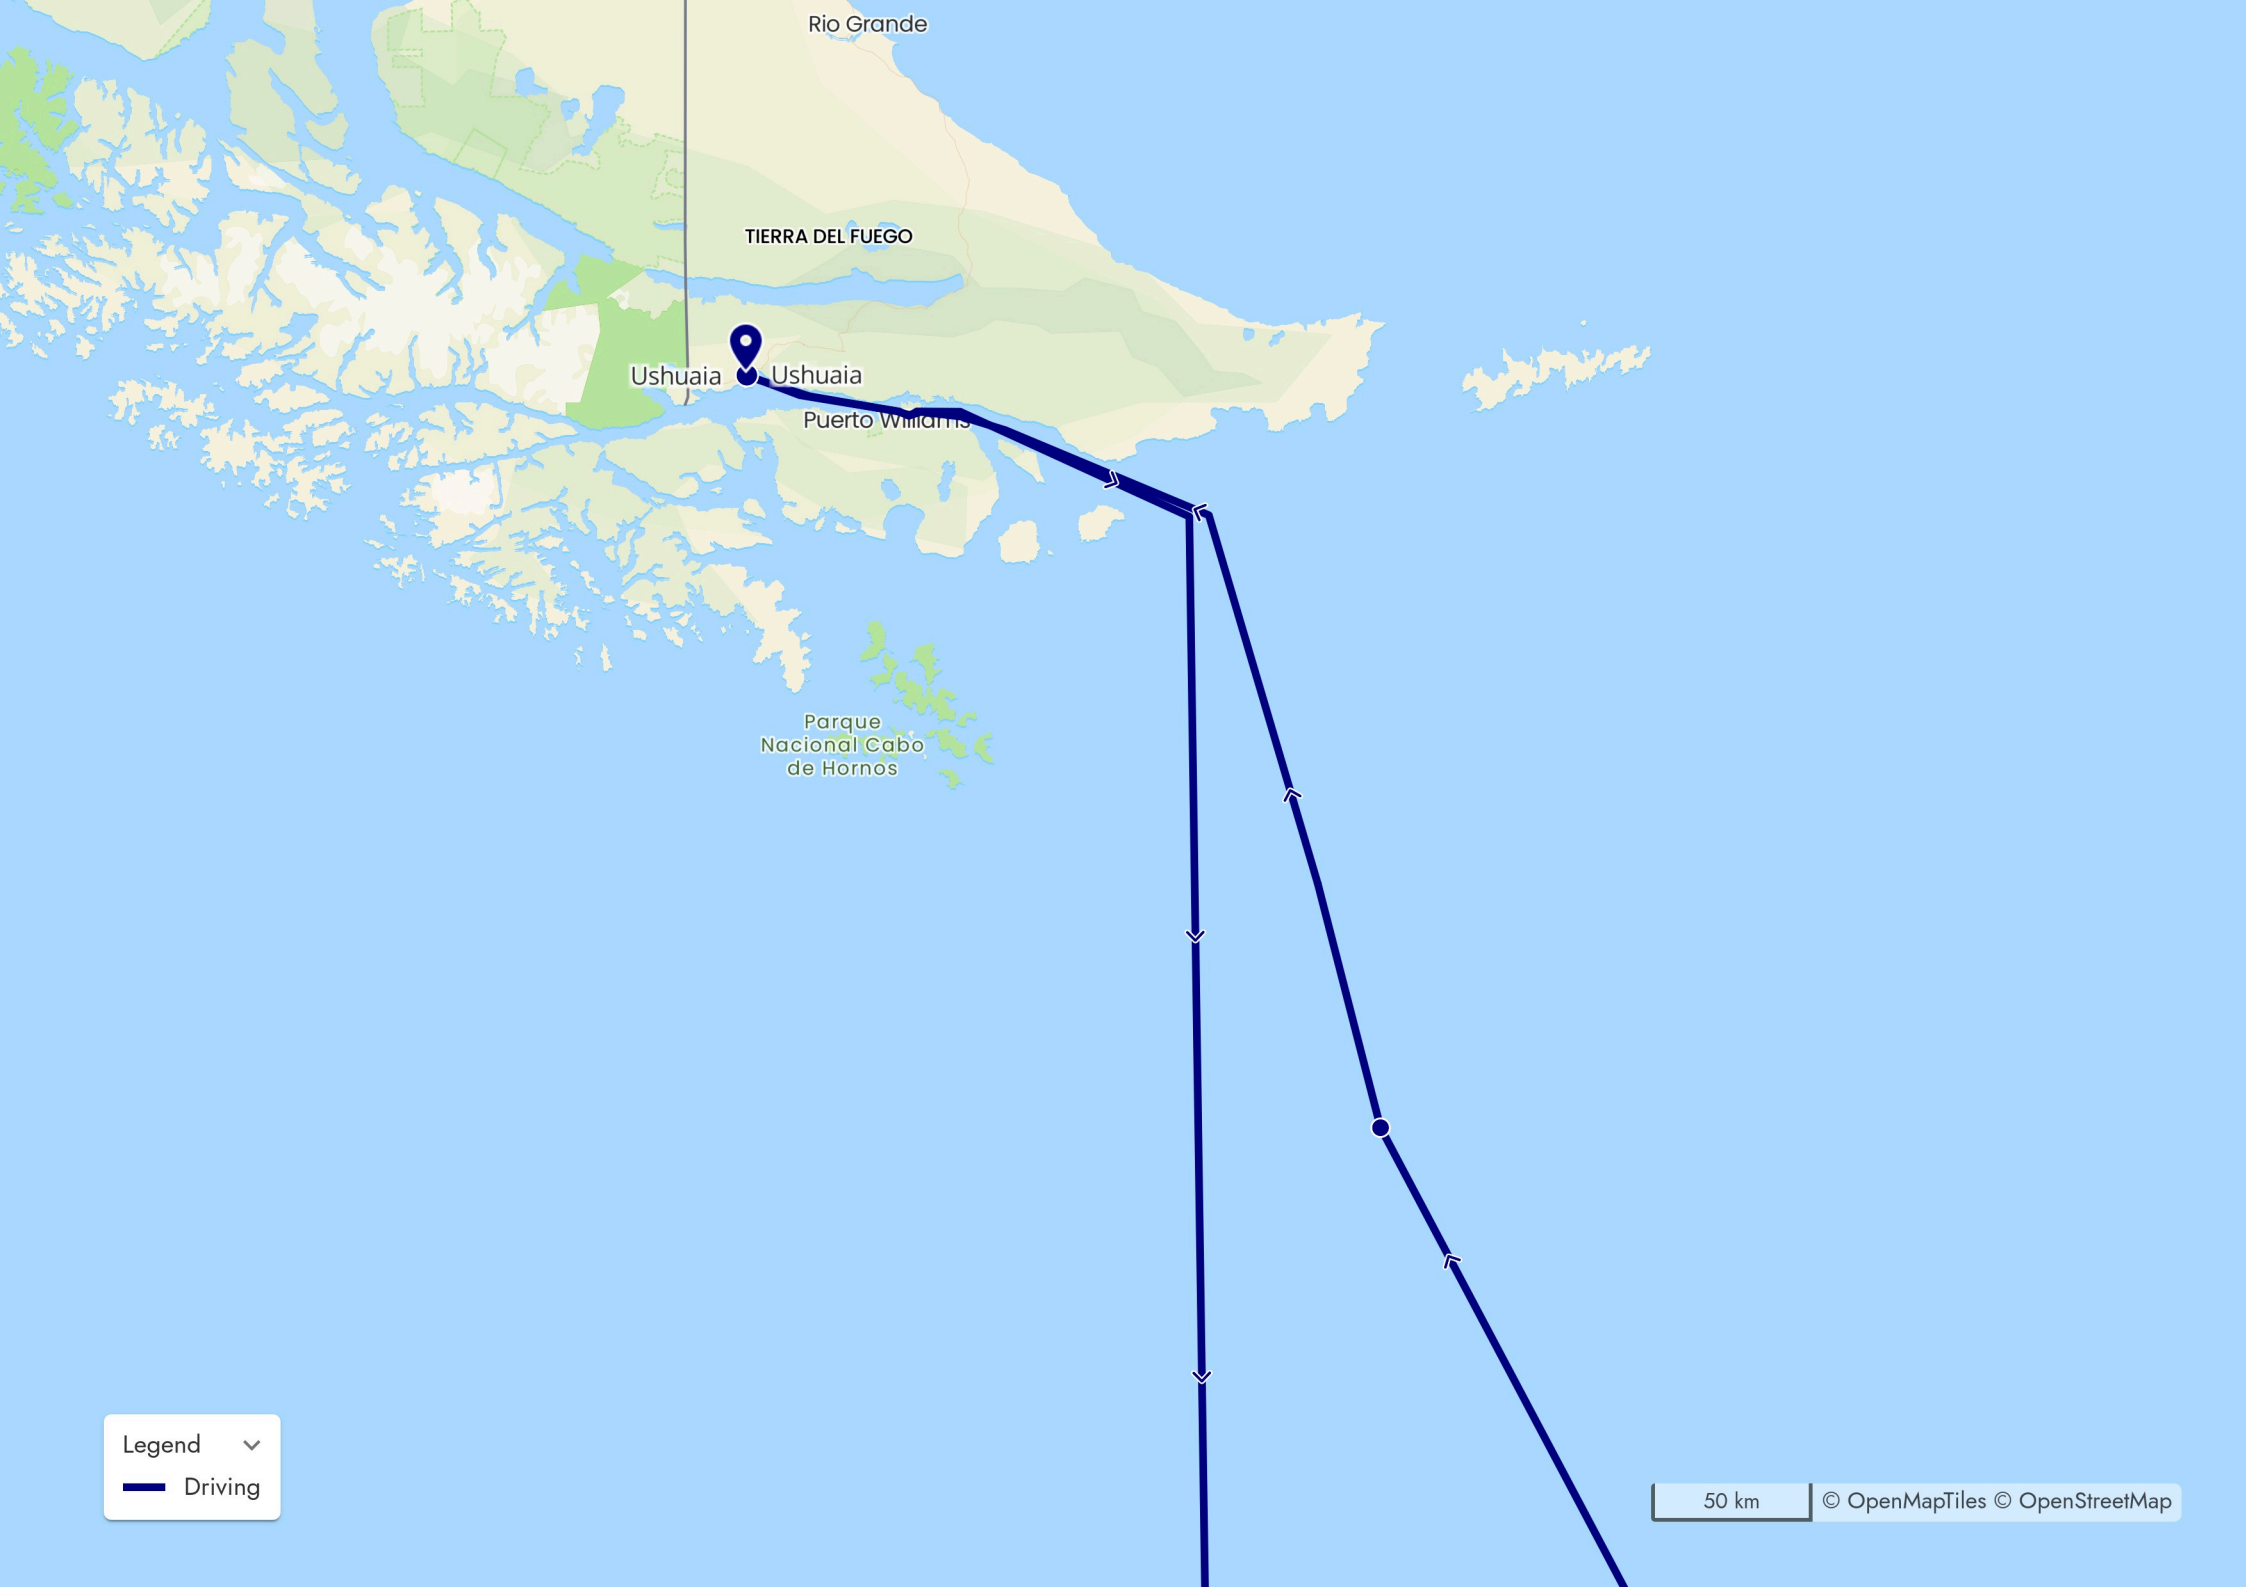 Rio Grande
TIERRA DEL FUEGO
Ushuaia
Ushuaia
Puerto Williams
Parque
Nacional Cabo
de Hornos
Legend
Driving
50 km
© OpenMapTiles © OpenStreetMap